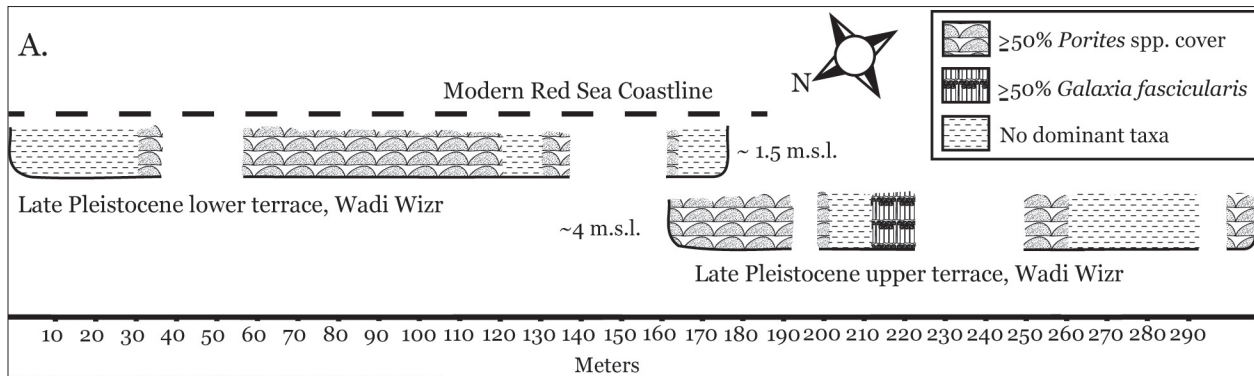 A.
N
Modern Red Sea Coastline
≥50% Porites spp. cover
≥50% Galaxia fascicularis
No dominant taxa
~ 1.5 m.s.l.
Late Pleistocene lower terrace, Wadi Wizr
~4 m.s.l.
Late Pleistocene upper terrace, Wadi Wizr
10 20 30 40 50 60 70 80 90 100 110 120 130 140 150 160 170 180 190 200 210 220 230 240 250 260 270 280 290
Meters